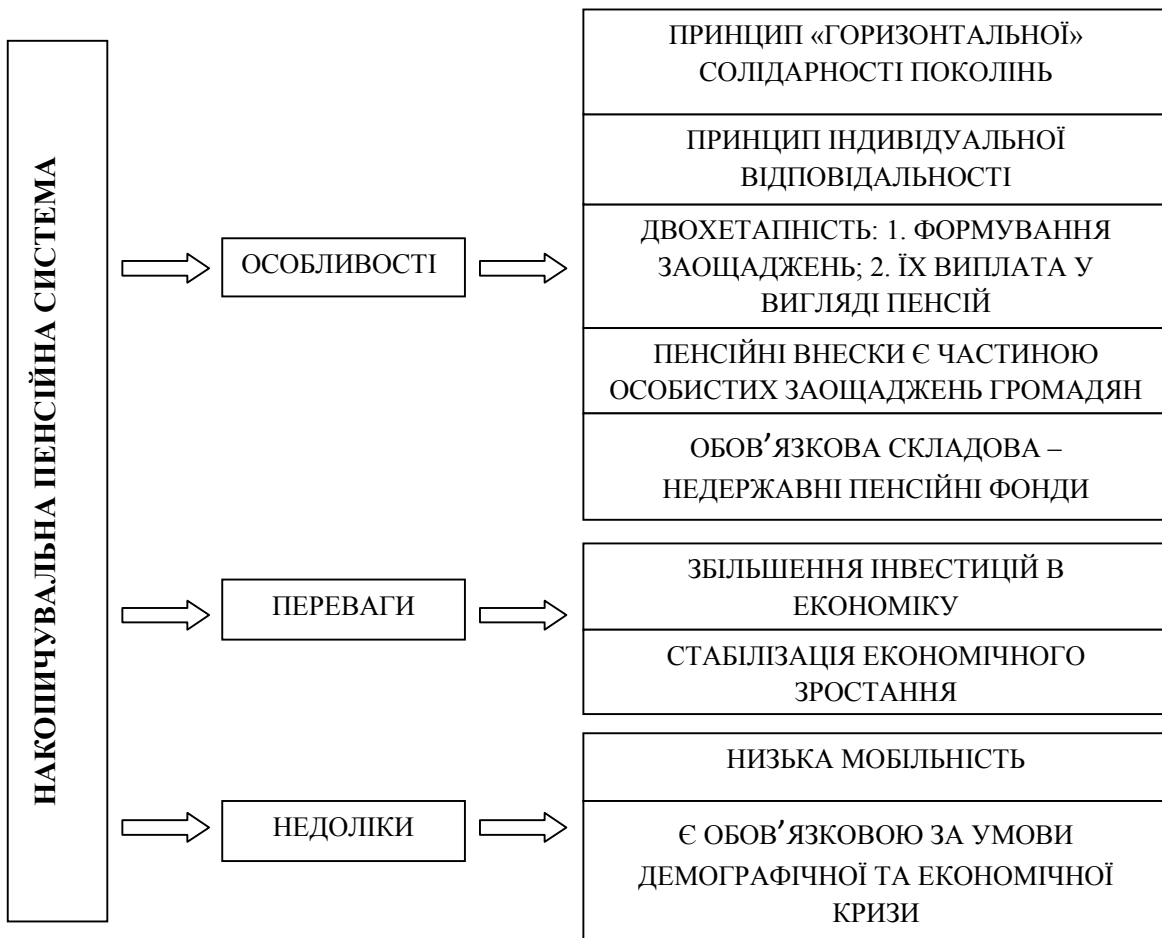 НАКОПИЧУВАЛЬНА ПЕНСІЙНА СИСТЕМА
ОСОБЛИВОСТІ
ПРИНЦИП «ГОРИЗОНТАЛЬНОЇ»
СОЛІДАРНОСТІ ПОКОЛІНЬ
ПРИНЦИП ІНДИВІДУАЛЬНОЇ
ВІДПОВІДАЛЬНОСТІ
ДВОХЕТАПНІСТЬ: 1. ФОРМУВАННЯ
ЗАОЩАДЖЕНЬ; 2. ЇХ ВИПЛАТА У
ВИГЛЯДІ ПЕНСІЙ
ПЕНСІЙНІ ВНЕСКИ Є ЧАСТИНОЮ
ОСОБИСТИХ ЗАОЩАДЖЕНЬ ГРОМАДЯН
ОБОВ’ЯЗКОВА СКЛАДОВА –
НЕДЕРЖАВНІ ПЕНСІЙНІ ФОНДИ
ПЕРЕВАГИ
ЗБІЛЬШЕННЯ ІНВЕСТИЦІЙ В
ЕКОНОМІКУ
СТАБІЛІЗАЦІЯ ЕКОНОМІЧНОГО
ЗРОСТАННЯ
НЕДОЛІКИ
НИЗЬКА МОБІЛЬНІСТЬ
Є ОБОВ’ЯЗКОВОЮ ЗА УМОВИ
ДЕМОГРАФІЧНОЇ ТА ЕКОНОМІЧНОЇ
КРИЗИ